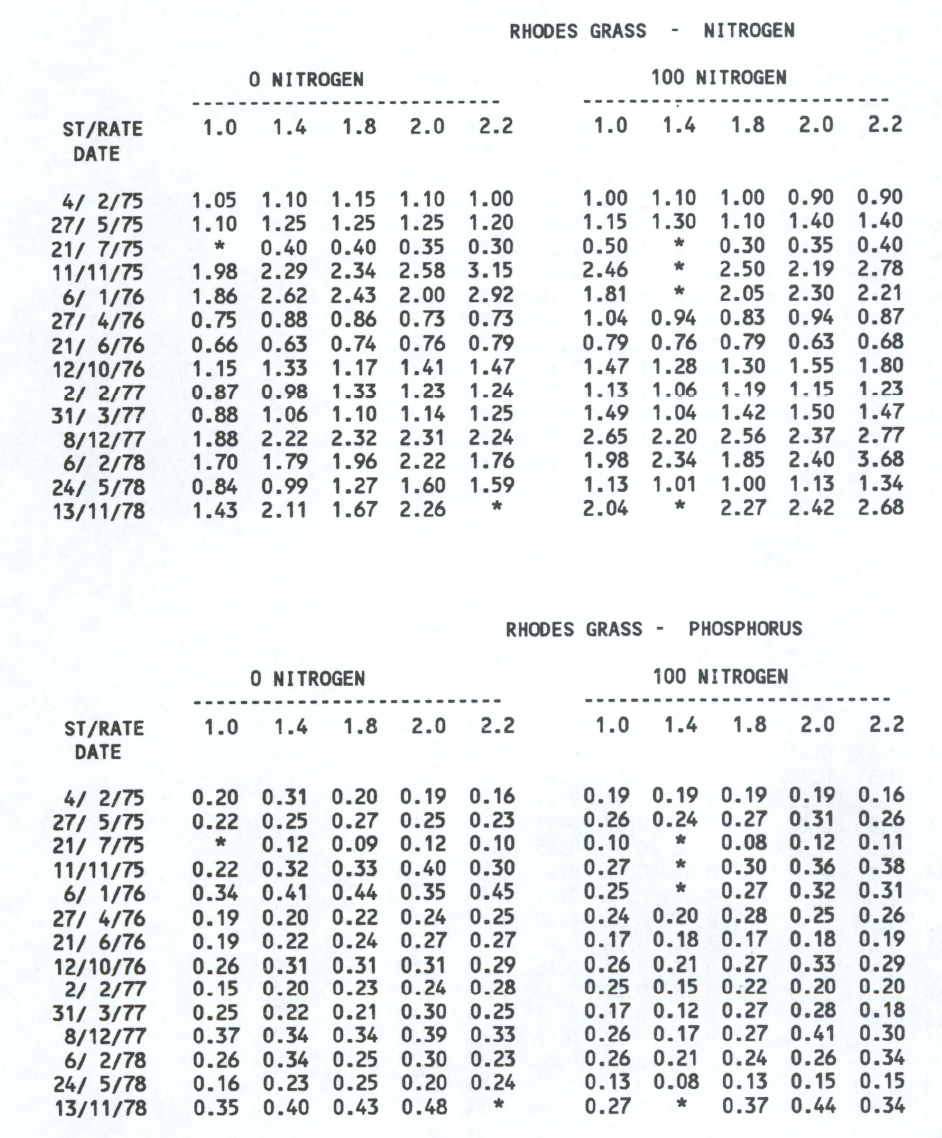 RHODES GRASS - NITROGEN
0 NITROGEN 100 NITROGEN
------------------------------- -------------------------------
ST/RATE 1.0 1.4 1.8 2.0 2.2 1.0 1.4 1.8 2.0 2.2
DATE
4/ 2/75 1.05 1.10 1.15 1.10 1.00 1.00 1.10 1.00 0.90 0.90
27/ 5/75 1.10 1.25 1.25 1.25 1.20 1.15 1.30 1.10 1.40 1.40
21/ 7/75 * 0.40 0.40 0.35 0.30 0.50 * 0.30 0.35 0.40
11/11/75 1.98 2.29 2.34 2.58 3.15 2.46 * 2.50 2.19 2.78
6/ 1/76 1.86 2.62 2.43 2.00 2.92 1.81 * 2.05 2.30 2.21
27/ 4/76 0.75 0.88 0.86 0.73 0.73 1.04 0.94 0.83 0.94 0.87
21/ 6/76 0.66 0.63 0.74 0.76 0.79 0.79 0.76 0.79 0.63 0.68
12/10/76 1.15 1.33 1.17 1.41 1.47 1.47 1.28 1.30 1.55 1.80
2/ 2/77 0.87 0.98 1.33 1.23 1.24 1.13 1.06 1.19 1.15 1.23
31/ 3/77 0.88 1.06 1.10 1.14 1.25 1.49 1.04 1.42 1.50 1.47
8/12/77 1.88 2.22 2.32 2.31 2.24 2.65 2.20 2.56 2.37 2.77
6/ 2/78 1.70 1.79 1.96 2.22 1.76 1.98 2.34 1.85 2.40 3.68
24/ 5/78 0.84 0.99 1.27 1.60 1.59 1.13 1.01 1.00 1.13 1.34
13/11/78 1.43 2.11 1.67 2.26 * 2.04 * 2.27 2.42 2.68
RHODES GRASS - PHOSPHORUS
0 NITROGEN 100 NITROGEN
------------------------------- -------------------------------
ST/RATE 1.0 1.4 1.8 2.0 2.2 1.0 1.4 1.8 2.0 2.2
DATE
4/ 2/75 0.20 0.31 0.20 0.19 0.16 0.19 0.19 0.19 0.19 0.16
27/ 5/75 0.22 0.25 0.27 0.25 0.23 0.26 0.24 0.27 0.31 0.26
21/ 7/75 * 0.12 0.09 0.12 0.10 0.10 * 0.08 0.12 0.11
11/11/75 0.22 0.32 0.33 0.40 0.30 0.27 * 0.30 0.36 0.38
6/ 1/76 0.34 0.41 0.44 0.35 0.45 0.25 * 0.27 0.32 0.31
27/ 4/76 0.19 0.20 0.22 0.24 0.25 0.24 0.20 0.28 0.25 0.26
21/ 6/76 0.19 0.22 0.24 0.27 0.27 0.17 0.18 0.17 0.18 0.19
12/10/76 0.26 0.31 0.31 0.31 0.29 0.26 0.21 0.27 0.33 0.29
2/ 2/77 0.15 0.20 0.23 0.24 0.28 0.25 0.15 0.22 0.20 0.20
31/ 3/77 0.25 0.22 0.21 0.30 0.25 0.17 0.12 0.27 0.28 0.18
8/12/77 0.37 0.34 0.34 0.39 0.33 0.26 0.17 0.27 0.41 0.30
6/ 2/78 0.26 0.34 0.25 0.30 0.23 0.26 0.21 0.24 0.26 0.34
24/ 5/78 0.16 0.23 0.25 0.20 0.24 0.13 0.08 0.13 0.15 0.15
13/11/78 0.35 0.40 0.43 0.48 * 0.27 * 0.37 0.44 0.34